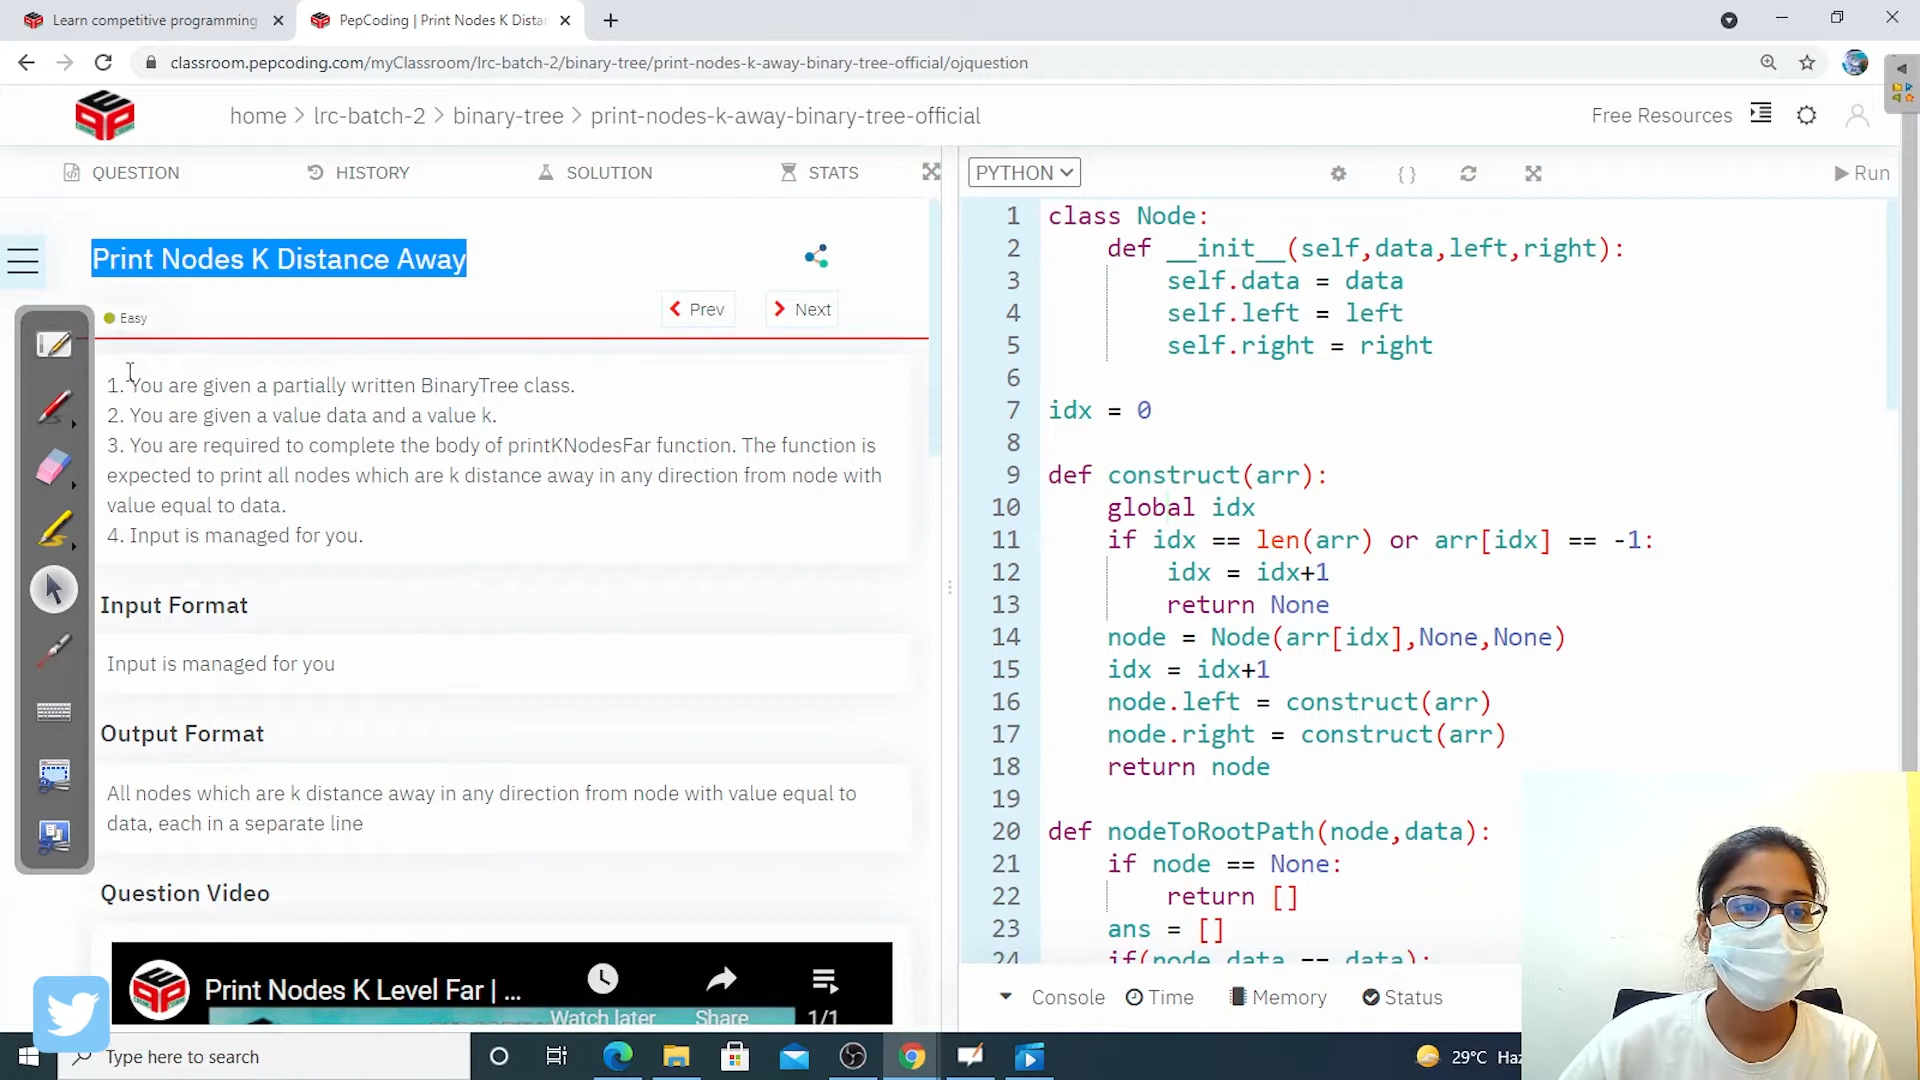 Learn competitive programming
PepCoding | Print Nodes K Distan
classroom.pepcoding.com/myClassroom/lrc-batch-2/binary-tree/print-nodes-k-away-binary-tree-official/ojquestion
home > lrc-batch-2 > binary-tree > print-nodes-k-away-binary-tree-official
Free Resources
QUESTION
HISTORY
SOLUTION
STATS
Print Nodes K Distance Away
Prev
Next
Easy
1. You are given a partially written BinaryTree class.
2. You are given a value data and a value k.
3. You are required to complete the body of printKNodesFar function. The function is
expected to print all nodes which are k distance away in any direction from node with
value equal to data.
4. Input is managed for you.
Input Format
Input is managed for you
Output Format
All nodes which are k distance away in any direction from node with value equal to
data, each in a separate line
Question Video
Print Nodes K Level Far | ...
Watch later
Share
1/1
PYTHON
{ }
Run
1 class Node:
2 def __init__(self,data,left,right):
3 self.data = data
4 self.left = left
5 self.right = right
6
7 idx = 0
8
9 def construct(arr):
10 global idx
11 if idx == len(arr) or arr[idx] == -1:
12 idx = idx+1
13 return None
14 node = Node(arr[idx],None,None)
15 idx = idx+1
16 node.left = construct(arr)
17 node.right = construct(arr)
18 return node
19
20 def nodeToRootPath(node,data):
21 if node == None:
22 return []
23 ans = []
24 if(node.data == data):
Console
Time
Memory
Status
Type here to search
29°C Haz